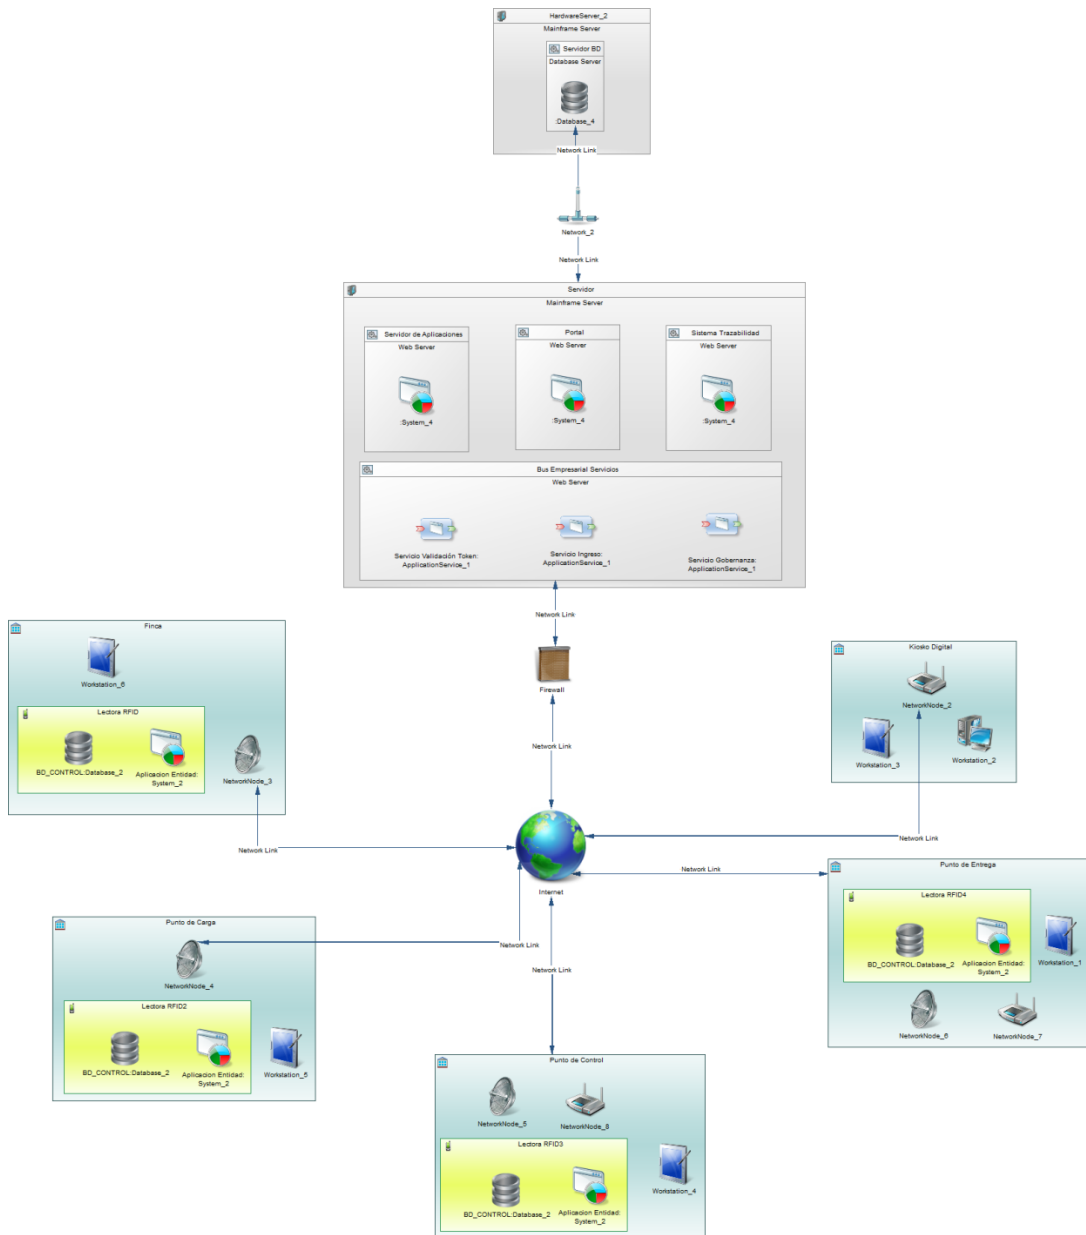 HardwareServer_2
Mainframe Server
Servidor BD
Database Server
:Database_4
Network Link
Network_2
Network Link
Servidor
Mainframe Server
Servidor de Aplicaciones
Web Server
:System_4
Portal
Web Server
:System_4
Sistema Trazabilidad
Web Server
:System_4
Bus Empresarial Servicios
Web Server
Servicio Validación Token:
ApplicationService_1
Servicio Ingreso:
ApplicationService_1
Servicio Gobernanza:
ApplicationService_1
Network Link
Firewall
Network Link
Finca
Workstation_6
Lectora RFID
BD_CONTROL:Database_2
Aplicacion Entidad:
System_2
NetworkNode_3
Network Link
Kiosko Digital
NetworkNode_2
Workstation_3
Workstation_2
Network Link
Internet
Network Link
Punto de Entrega
Lectora RFID4
BD_CONTROL:Database_2
Aplicacion Entidad:
System_2
Workstation_1
NetworkNode_6
NetworkNode_7
Punto de Carga
Network Link
NetworkNode_4
Lectora RFID2
BD_CONTROL:Database_2
Aplicacion Entidad:
System_2
Workstation_5
Network Link
Punto de Control
NetworkNode_5
NetworkNode_8
Lectora RFID3
BD_CONTROL:Database_2
Aplicacion Entidad:
System_2
Workstation_4